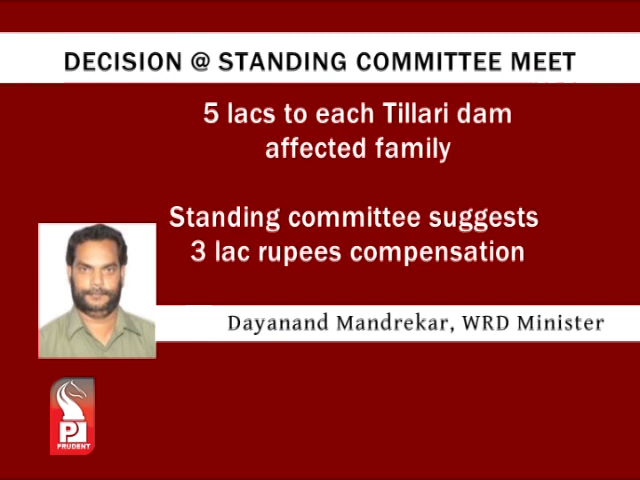 DECISION @ STANDING COMMITTEE MEET
5 lacs to each Tillari dam
affected family
Standing committee suggests
3 lac rupees compensation
Dayanand Mandrekar, WRD Minister
P
PRUDENT